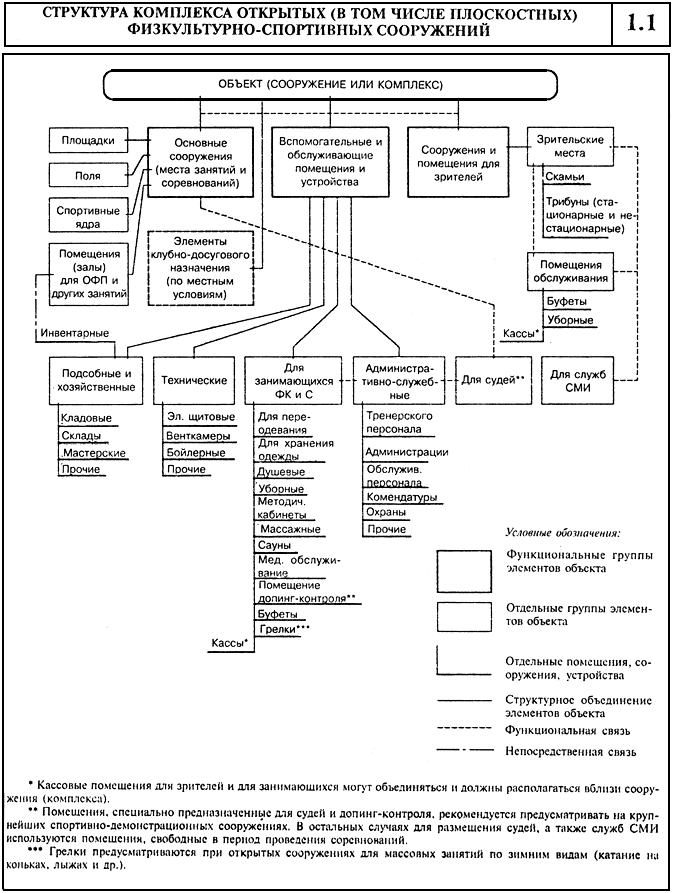 СТРУКТУРА КОМПЛЕКСА ОТКРЫТЫХ (В ТОМ ЧИСЛЕ ПЛОСКОСТНЫХ)
ФИЗКУЛЬТУРНО-СПОРТИВНЫХ СООРУЖЕНИЙ
1.1
ОБЪЕКТ (СООРУЖЕНИЕ ИЛИ КОМПЛЕКС)
Площадки
Поля
Спортивные
ядра
Помещения
(залы)
для ОФП и
других занятий
Основные
сооружения
(места занятий и
соревнований)
Элементы
клубно-досугового
назначения
(по местным
условиям)
Вспомогательные и
обслуживающие
помещения и
устройства
Сооружения и
помещения для
зрителей
Зрительские
места
Скамьи
Трибуны (ста-
ционарные и не-
стационарные)
Помещения
обслуживания
Буфеты
Уборные
Кассы*
Инвентарные
Подсобные и
хозяйственные
Кладовые
Склады
Мастерские
Прочие
Технические
Эл. щитовые
Венткамеры
Бойлерные
Прочие
Для
занимающихся
ФК и С
Для пере-
одевания
Для хранения
одежды
Душевые
Уборные
Методич.
кабинеты
Массажные
Сауны
Мед. обслужи-
вание
Помещение
допинг-контроля**
Буфеты
Грелки***
Кассы*
Администра-
тивно-служеб-
ные
Тренерского
персонала
Администрации
Обслужив.
персонала
Комендатуры
Охраны
Прочие
Для судей**
Для служб
СМИ
Условные обозначения:
Функциональные группы
элементов объекта
Отдельные группы элемен-
тов объекта
Отдельные помещения, со-
оружения, устройства
Структурное объединение
элементов объекта
Функциональная связь
Непосредственная связь
* Кассовые помещения для зрителей и для занимающихся могут объединяться и должны располагаться вблизи соору-
жения (комплекса).
** Помещения, специально предназначенные для судей и допинг-контроля, рекомендуется предусматривать на круп-
нейших спортивно-демонстрационных сооружениях. В остальных случаях для размещения судей, а также служб СМИ
используются помещения, свободные в период проведения соревнований.
*** Грелки предусматриваются при открытых сооружениях для массовых занятий по зимним видам (катание на
коньках, лыжах и др.).